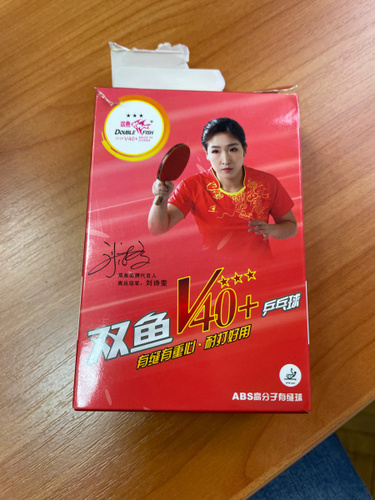 ★★★
双鱼
DOUBLE FISH
V40+
双鱼品牌代言人
奥运冠军：刘诗雯
双鱼V40+乒乓球
有缝有重心·耐打好用
ABS高分子有缝球